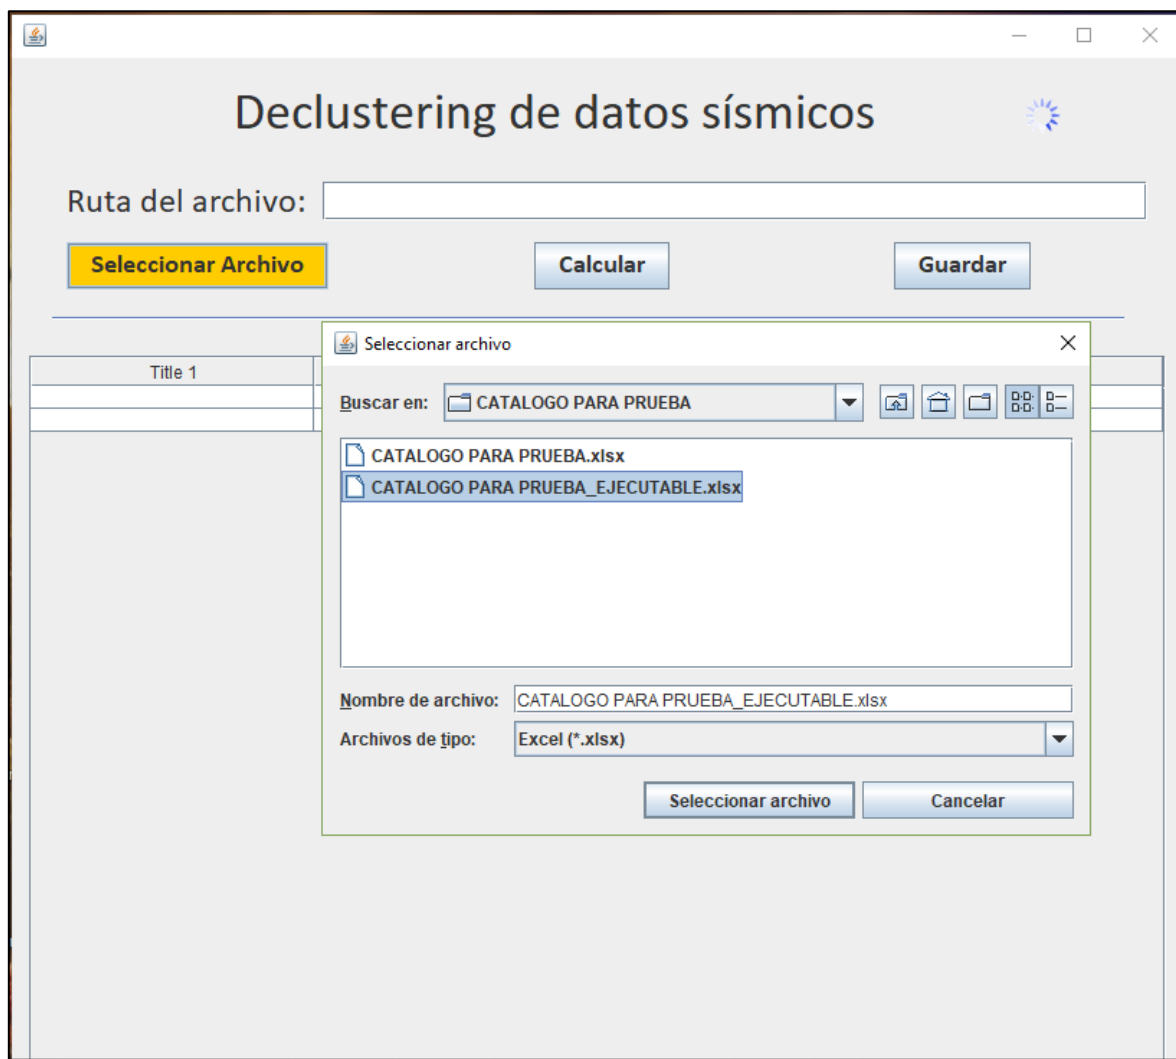 Declustering de datos sísmicos
Ruta del archivo:
Seleccionar Archivo
Calcular
Guardar
Seleccionar archivo
Title 1
Buscar en:
CATALOGO PARA PRUEBA
CATALOGO PARA PRUEBA.xlsx
CATALOGO PARA PRUEBA_EJECUTABLE.xlsx
Nombre de archivo:
CATALOGO PARA PRUEBA_EJECUTABLE.xlsx
Archivos de tipo:
Excel (*.xlsx)
Seleccionar archivo
Cancelar